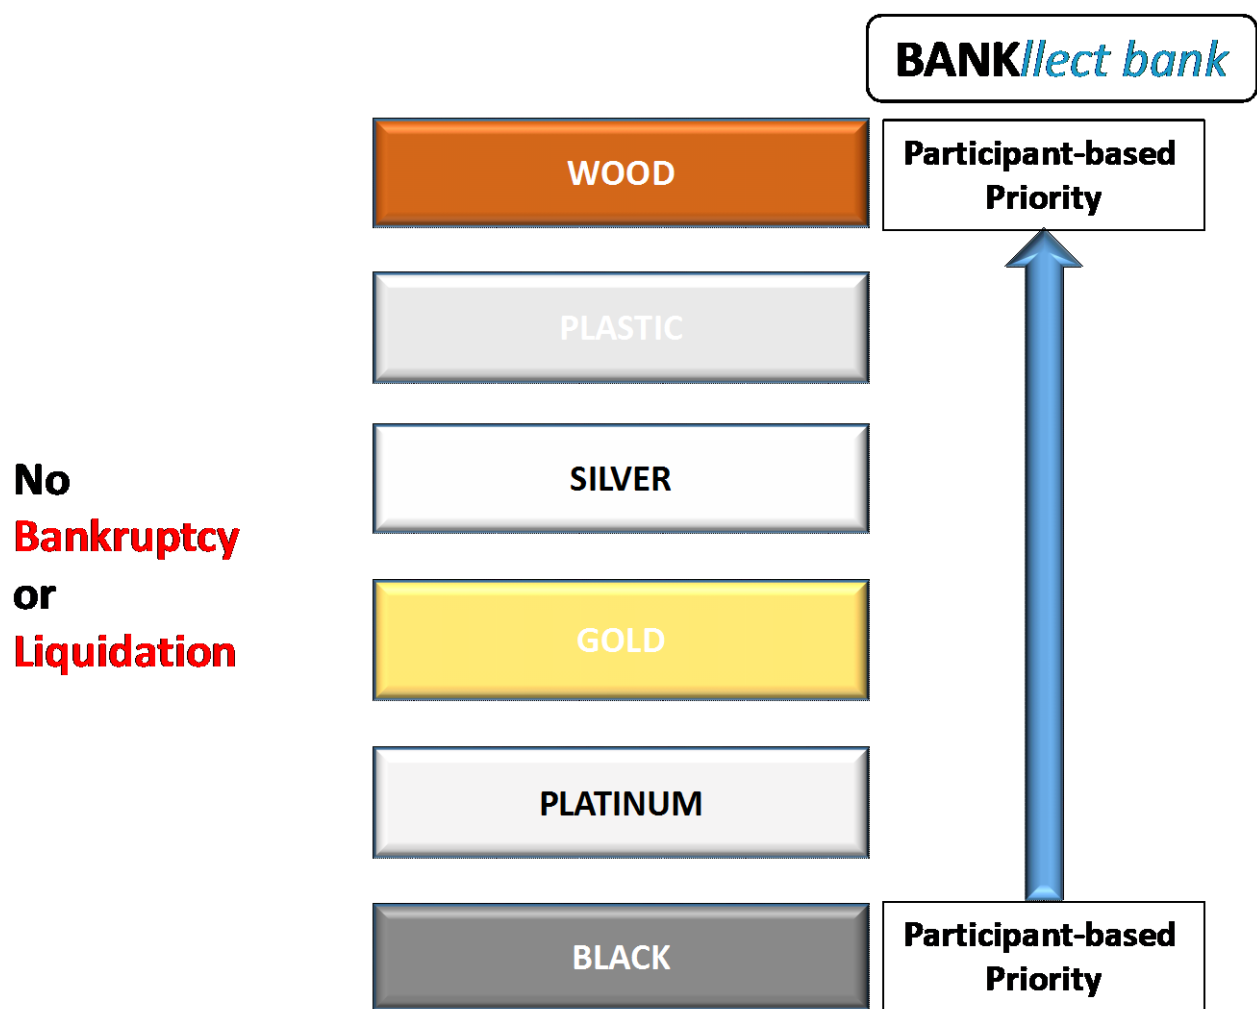 BANKllect bank
WOOD
Participant-based
Priority
PLASTIC
SILVER
No
Bankruptcy
or
Liquidation
GOLD
PLATINUM
BLACK
Participant-based
Priority